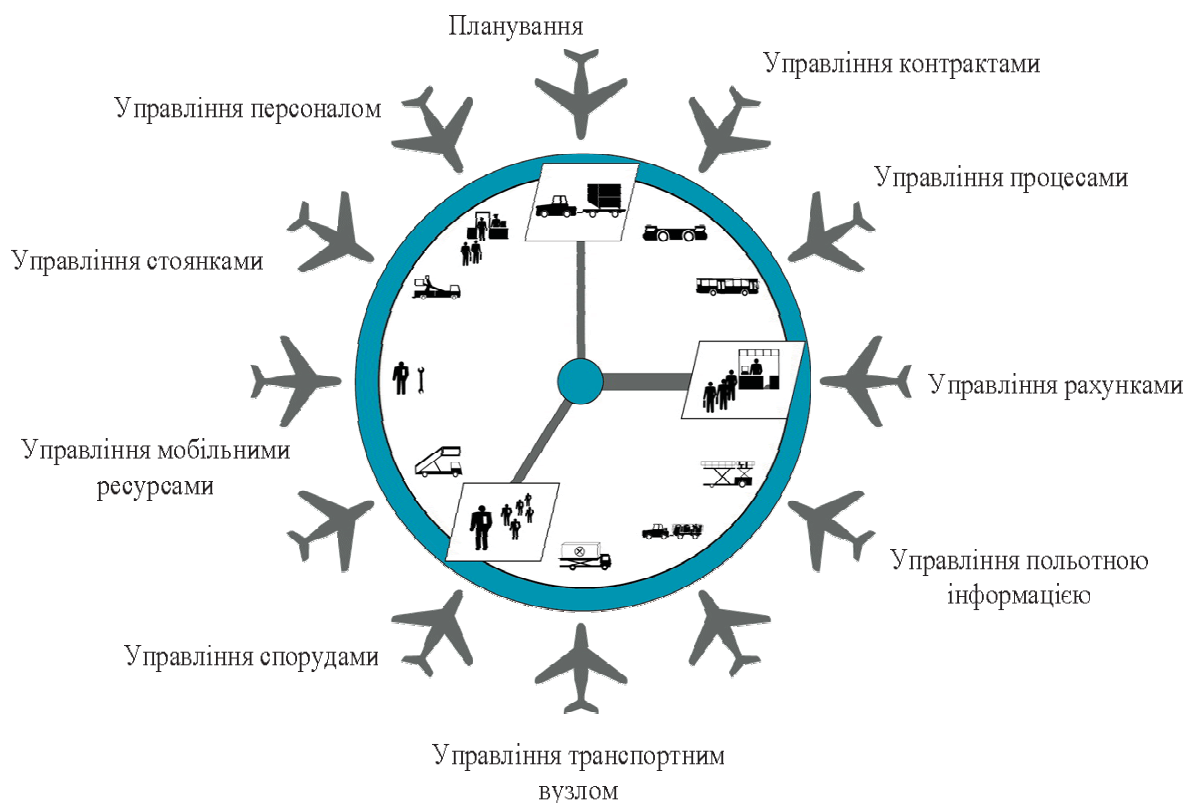 Планування
Управління контрактами
Управління персоналом
Управління процесами
Управління стоянками
Управління рахунками
Управління мобільними
ресурсами
Управління польотною
інформацією
Управління спорудами
Управління транспортним
вузлом